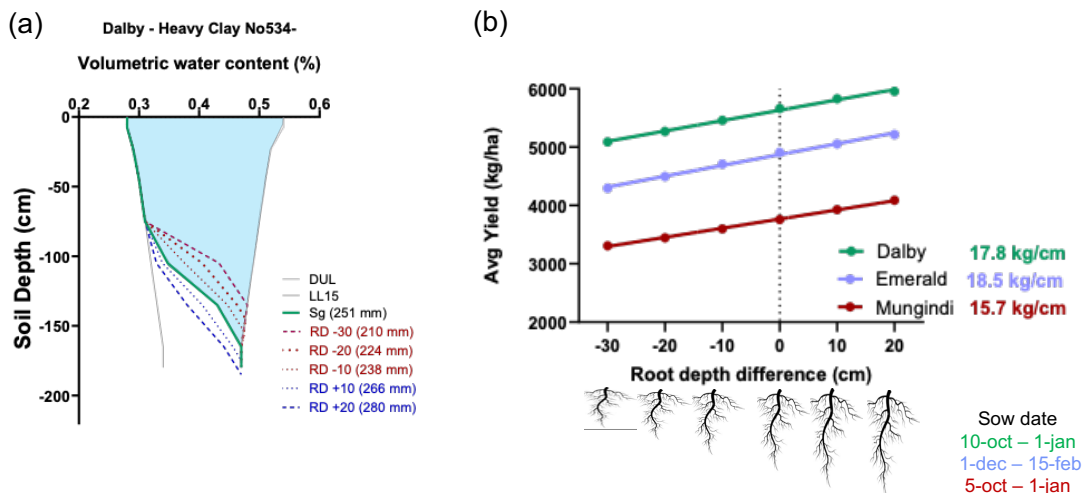 (a)
Dalby - Heavy Clay No534-
Volumetric water content (%)
0,2 0,3 0,4 0,5 0,6
0
-50
-100
-150
-200
Soil Depth (cm)
DUL
LL15
Sg (251 mm)
RD -30 (210 mm)
RD -20 (224 mm)
RD -10 (238 mm)
RD +10 (266 mm)
RD +20 (280 mm)
(b)
6000
5000
4000
3000
2000
Avg Yield (kg/ha)
Dalby 17.8 kg/cm
Emerald 18.5 kg/cm
Mungindi 15.7 kg/cm
-30 -20 -10 0 10 20
Root depth difference (cm)
Sow date
10-oct – 1-jan
1-dec – 15-feb
5-oct – 1-jan